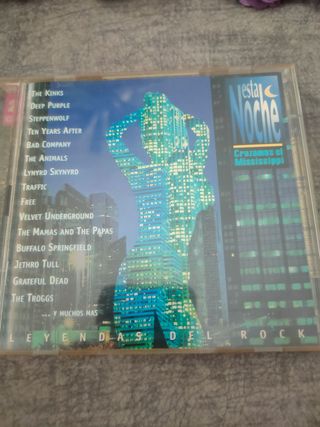 THE KINKS
DEEP PURPLE
STEPPENWOLF
TEN YEARS AFTER
BAD COMPANY
THE ANIMALS
LYNYRD SKYNYRD
TRAFFIC
FREE
VELVET UNDERGROUND
THE MAMAS AND THE PAPAS
BUFFALO SPRINGFIELD
JETHRO TULL
GRATEFUL DEAD
THE TROGGS
... Y MUCHOS MAS
esta
Noche
Cruzamos el
Mississippi
LEYENDAS DEL ROCK